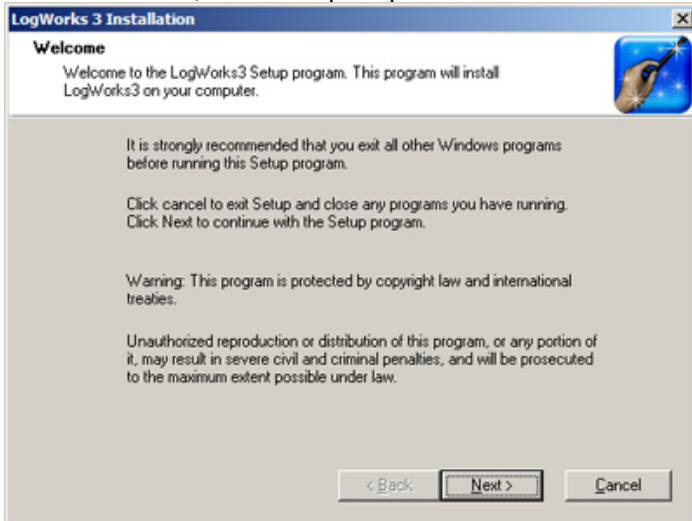 LogWorks 3 Installation
Welcome
Welcome to the LogWorks3 Setup program. This program will install
LogWorks3 on your computer.
It is strongly recommended that you exit all other Windows programs
before running this Setup program.
Click cancel to exit Setup and close any programs you have running.
Click Next to continue with the Setup program.
Warning: This program is protected by copyright law and international
treaties.
Unauthorized reproduction or distribution of this program, or any portion of
it, may result in severe civil and criminal penalties, and will be prosecuted
to the maximum extent possible under law.
< Back
Next >
Cancel